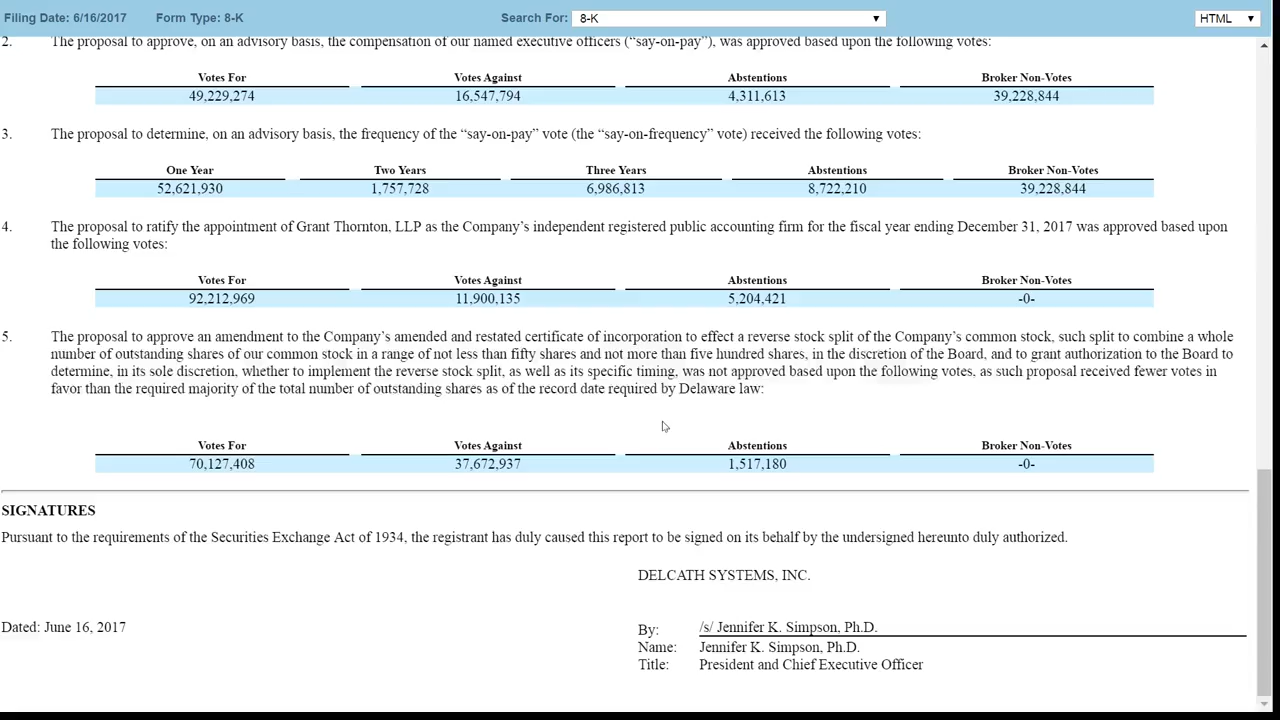 Filing Date: 6/16/2017 Form Type: 8-K Search For: 8-K HTML
2. The proposal to approve, on an advisory basis, the compensation of our named executive officers (“say-on-pay”), was approved based upon the following votes:
Votes For Votes Against Abstentions Broker Non-Votes
49,229,274 16,547,794 4,311,613 39,228,844
3. The proposal to determine, on an advisory basis, the frequency of the “say-on-pay” vote (the “say-on-frequency” vote) received the following votes:
One Year Two Years Three Years Abstentions Broker Non-Votes
52,621,930 1,757,728 6,986,813 8,722,210 39,228,844
4. The proposal to ratify the appointment of Grant Thornton, LLP as the Company’s independent registered public accounting firm for the fiscal year ending December 31, 2017 was approved based upon
the following votes:
Votes For Votes Against Abstentions Broker Non-Votes
92,212,969 11,900,135 5,204,421 -0-
5. The proposal to approve an amendment to the Company’s amended and restated certificate of incorporation to effect a reverse stock split of the Company’s common stock, such split to combine a whole
number of outstanding shares of our common stock in a range of not less than fifty shares and not more than five hundred shares, in the discretion of the Board, and to grant authorization to the Board to
determine, in its sole discretion, whether to implement the reverse stock split, as well as its specific timing, was not approved based upon the following votes, as such proposal received fewer votes in
favor than the required majority of the total number of outstanding shares as of the record date required by Delaware law:
Votes For Votes Against Abstentions Broker Non-Votes
70,127,408 37,672,937 1,517,180 -0-
SIGNATURES
Pursuant to the requirements of the Securities Exchange Act of 1934, the registrant has duly caused this report to be signed on its behalf by the undersigned hereunto duly authorized.
DELCATH SYSTEMS, INC.
Dated: June 16, 2017 By: /s/ Jennifer K. Simpson, Ph.D.
Name: Jennifer K. Simpson, Ph.D.
Title: President and Chief Executive Officer